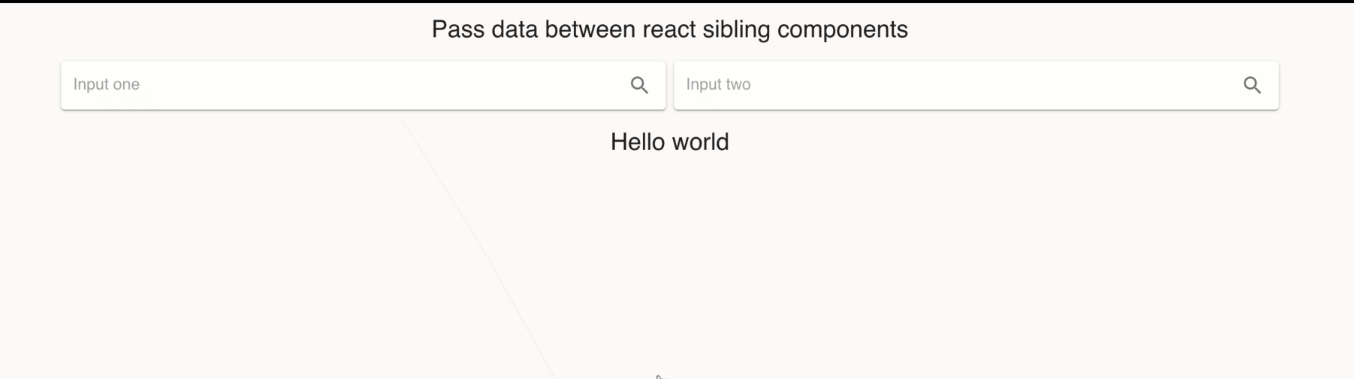 Pass data between react sibling components
Input one
Input two
Hello world